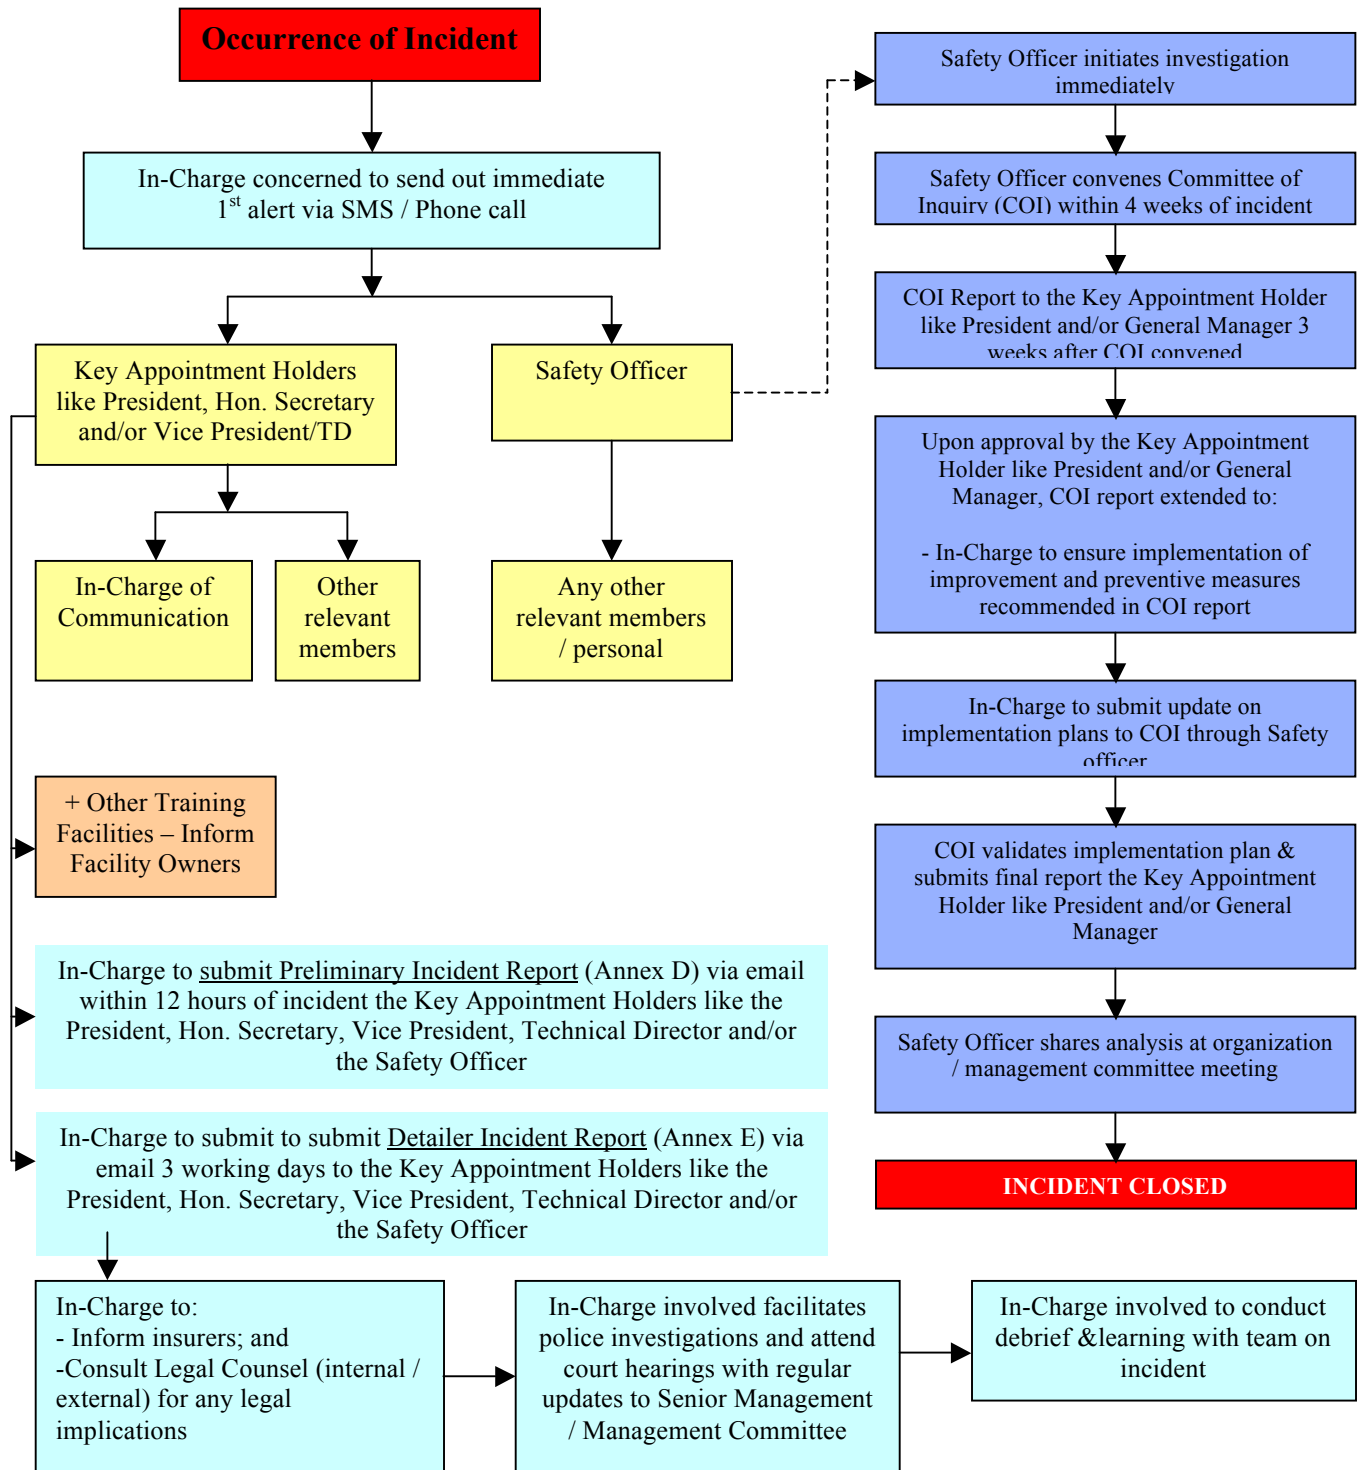 Occurrence of Incident
In-Charge concerned to send out immediate
1st alert via SMS / Phone call
Key Appointment Holders
like President, Hon. Secretary
and/or Vice President/TD
Safety Officer
In-Charge of
Communication
Other
relevant
members
Any other
relevant members
/ personal
+ Other Training
Facilities – Inform
Facility Owners
In-Charge to submit Preliminary Incident Report (Annex D) via email
within 12 hours of incident the Key Appointment Holders like the
President, Hon. Secretary, Vice President, Technical Director and/or
the Safety Officer
In-Charge to submit to submit Detailer Incident Report (Annex E) via
email 3 working days to the Key Appointment Holders like the
President, Hon. Secretary, Vice President, Technical Director and/or
the Safety Officer
In-Charge to:
- Inform insurers; and
-Consult Legal Counsel (internal /
external) for any legal
implications
In-Charge involved facilitates
police investigations and attend
court hearings with regular
updates to Senior Management
/ Management Committee
In-Charge involved to conduct
debrief &learning with team on
incident
Safety Officer initiates investigation
immediately
Safety Officer convenes Committee of
Inquiry (COI) within 4 weeks of incident
COI Report to the Key Appointment Holder
like President and/or General Manager 3
weeks after COI convened
Upon approval by the Key Appointment
Holder like President and/or General
Manager, COI report extended to:
- In-Charge to ensure implementation of
improvement and preventive measures
recommended in COI report
In-Charge to submit update on
implementation plans to COI through Safety
officer
COI validates implementation plan &
submits final report the Key Appointment
Holder like President and/or General
Manager
Safety Officer shares analysis at organization
/ management committee meeting
INCIDENT CLOSED